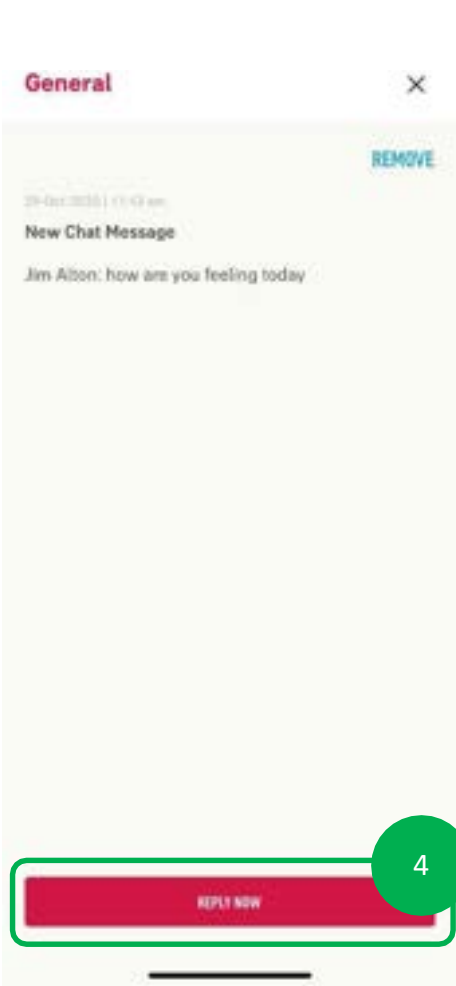 General
REMOVE
New Chat Message
Jim Alton: how are you feeling today
4
REPLY NOW